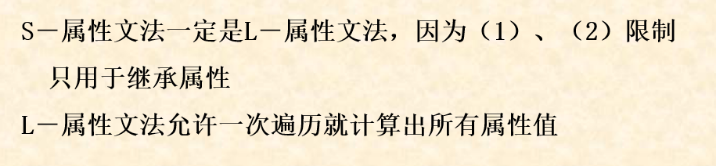 S－属性文法一定是L－属性文法，因为（1）、（2）限制
只用于继承属性
L－属性文法允许一次遍历就计算出所有属性值